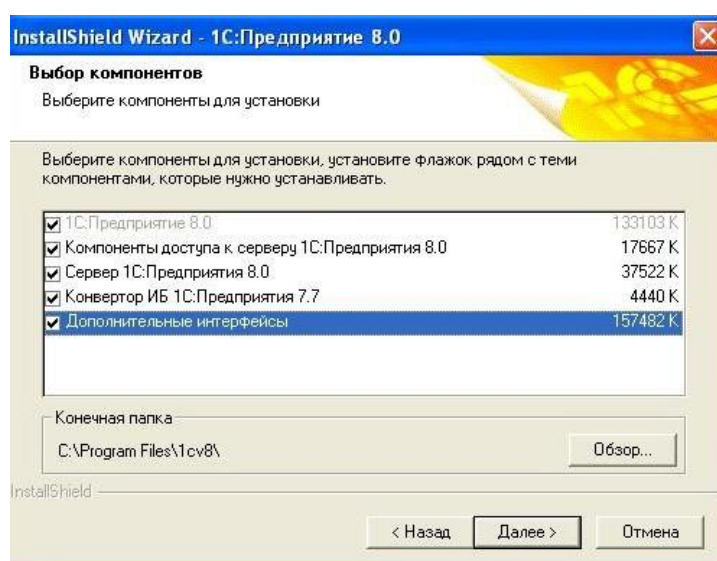 InstallShield Wizard - 1С:Предприятие 8.0
Выбор компонентов
Выберите компоненты для установки
Выберите компоненты для установки, установите флажок рядом с теми
компонентами, которые нужно устанавливать.
1С:Предприятие 8.0 133103 K
Компоненты доступа к серверу 1С:Предприятия 8.0 17667 K
Сервер 1С:Предприятия 8.0 37522 K
Конвертор ИБ 1С:Предприятия 7.7 4440 K
Дополнительные интерфейсы 157482 K
Конечная папка
C:\Program Files\1cv8\ Обзор...
InstallShield
< Назад Далее > Отмена